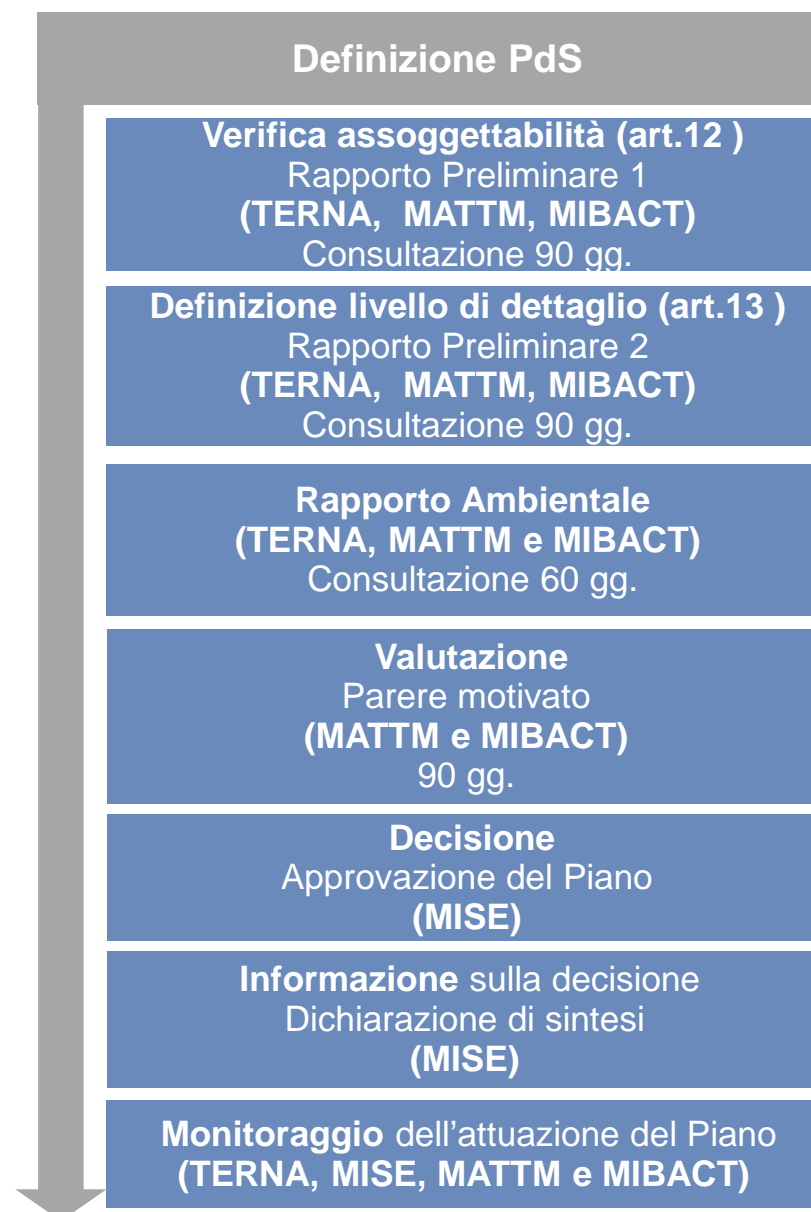 Definizione PdS
Verifica assoggettabilità (art.12 )
Rapporto Preliminare 1
(TERNA, MATTM, MIBACT)
Consultazione 90 gg.
Definizione livello di dettaglio (art.13 )
Rapporto Preliminare 2
(TERNA, MATTM, MIBACT)
Consultazione 90 gg.
Rapporto Ambientale
(TERNA, MATTM e MIBACT)
Consultazione 60 gg.
Valutazione
Parere motivato
(MATTM e MIBACT)
90 gg.
Decisione
Approvazione del Piano
(MISE)
Informazione sulla decisione
Dichiarazione di sintesi
(MISE)
Monitoraggio dell'attuazione del Piano
(TERNA, MISE, MATTM e MIBACT)